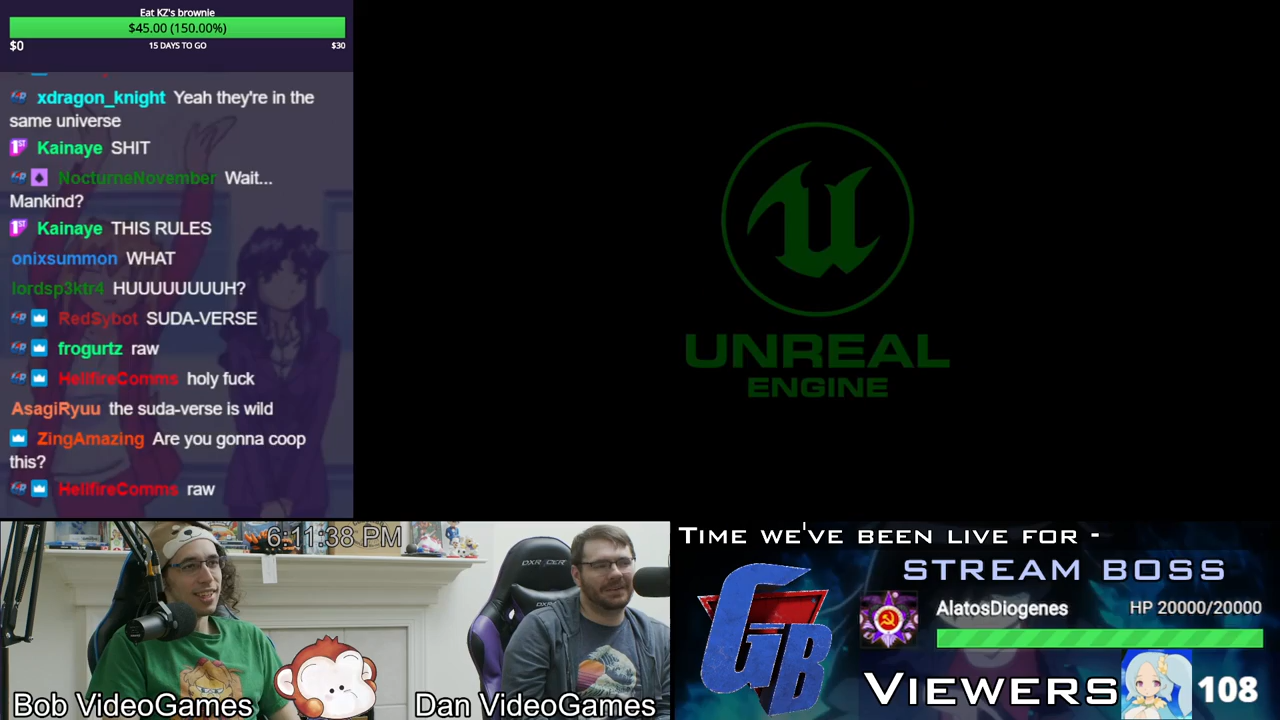 Eat KZ's brownie
$45.00 (150.00%)
$0 15 DAYS TO GO $30
xdragon_knight Yeah they're in the
same universe
Kainaye SHIT
NocturneNovember Wait...
Mankind?
Kainaye THIS RULES
onixsummon WHAT
lordsp3ktr4 HUUUUUUUUH?
RedSybot SUDA-VERSE
frogurtz raw
HellfireComms holy fuck
AsagiRyuu the suda-verse is wild
ZingAmazing Are you gonna coop
this?
HellfireComms raw
UNREAL
ENGINE
6:11:38 PM
DXRACER
DXR
Bob VideoGames
Dan VideoGames
TIME WE'VE BEEN LIVE FOR -
GB
STREAM BOSS
AlatosDiogenes HP 20000/20000
VIEWERS 108